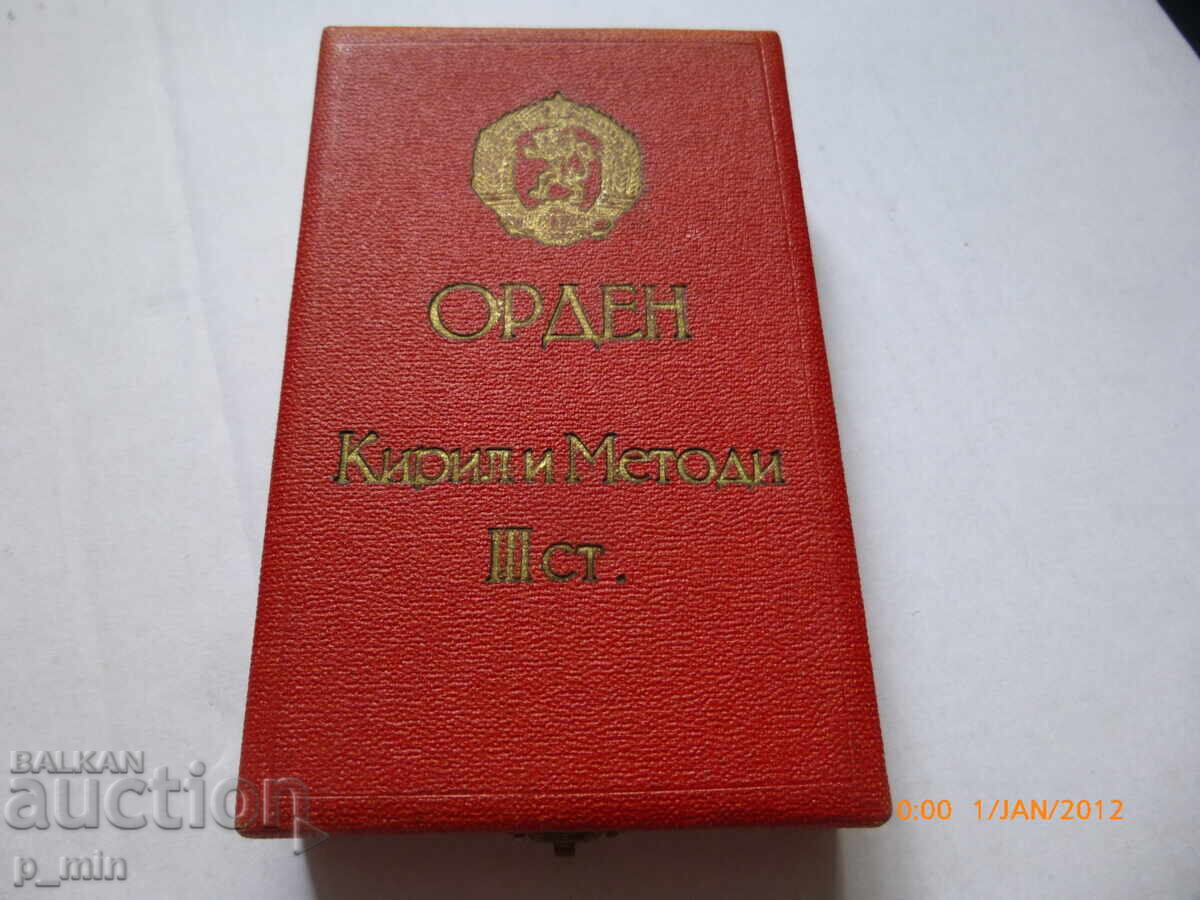 ОРДЕН
Кирил и Методи
III ст.
BALKAN
auction
p_min
0:00 1/JAN/2012